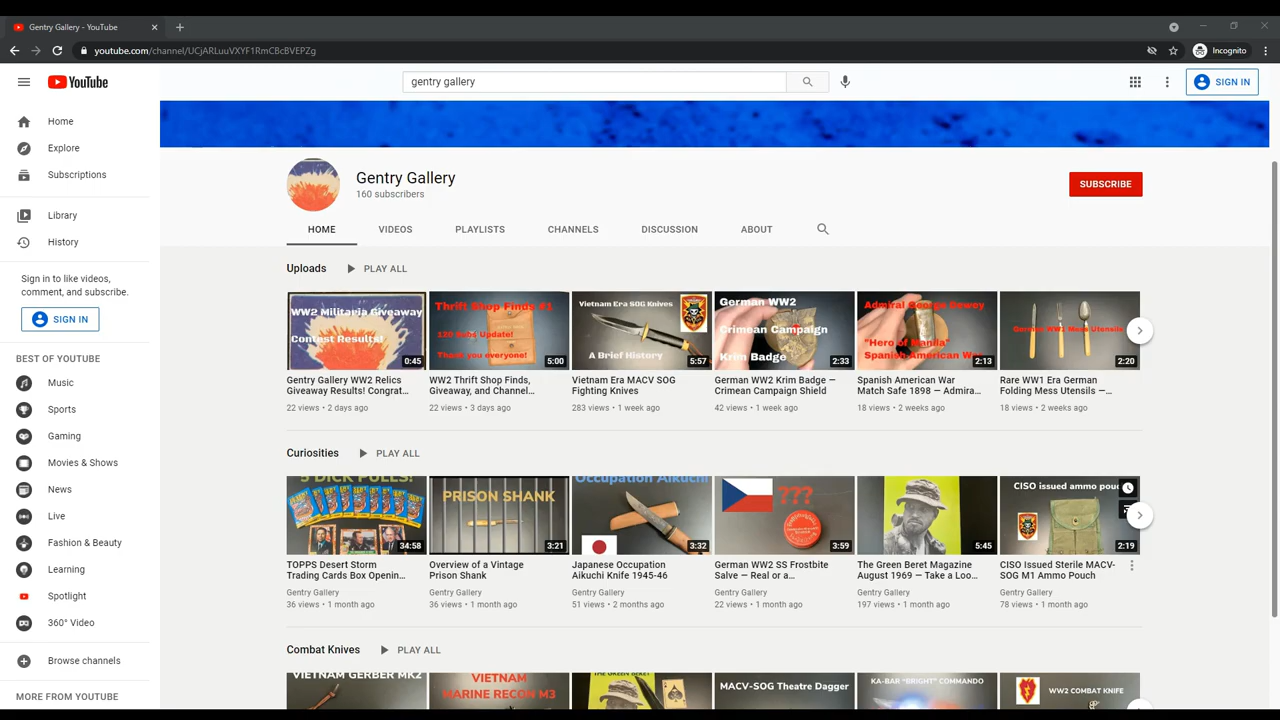 Gentry Gallery - YouTube
youtube.com/channel/UCjARLuuVXYF1RmCBcBVEPZg
Incognito
YouTube
gentry gallery
SIGN IN
Home
Explore
Subscriptions
Library
History
Sign in to like videos,
comment, and subscribe.
SIGN IN
BEST OF YOUTUBE
Music
Sports
Gaming
Movies & Shows
News
Live
Fashion & Beauty
Learning
Spotlight
360° Video
Browse channels
MORE FROM YOUTUBE
Gentry Gallery
160 subscribers
SUBSCRIBE
HOME VIDEOS PLAYLISTS CHANNELS DISCUSSION ABOUT
Uploads PLAY ALL
WW2 Militaria Giveaway
Contest Results!
0:45
Gentry Gallery WW2 Relics
Giveaway Results! Congrat...
22 views • 2 days ago
Thrift Shop Finds #1
120 Subs Update!
Thank you everyone!
5:00
WW2 Thrift Shop Finds,
Giveaway, and Channel...
22 views • 3 days ago
Vietnam Era SOG Knives
A Brief History
5:57
Vietnam Era MACV SOG
Fighting Knives
283 views • 1 week ago
German WW2
Crimean Campaign
Krim Badge
2:33
German WW2 Krim Badge —
Crimean Campaign Shield
42 views • 1 week ago
Admiral George Dewey
"Hero of Manila"
Spanish American Wa
2:13
Spanish American War
Match Safe 1898 — Admira...
18 views • 2 weeks ago
German WW1 Mess Utensils
2:20
Rare WW1 Era German
Folding Mess Utensils —...
18 views • 2 weeks ago
Curiosities PLAY ALL
5 DICK PULLS!
34:58
TOPPS Desert Storm
Trading Cards Box Openin...
Gentry Gallery
36 views • 1 month ago
PRISON SHANK
3:21
Overview of a Vintage
Prison Shank
Gentry Gallery
36 views • 1 month ago
Occupation Aikuchi
3:32
Japanese Occupation
Aikuchi Knife 1945-46
Gentry Gallery
51 views • 2 months ago
???
3:59
German WW2 SS Frostbite
Salve — Real or a...
Gentry Gallery
22 views • 1 month ago
5:45
The Green Beret Magazine
August 1969 — Take a Loo...
Gentry Gallery
197 views • 1 month ago
CISO issued ammo pouc
2:19
CISO Issued Sterile MACV-
SOG M1 Ammo Pouch
Gentry Gallery
78 views • 1 month ago
Combat Knives PLAY ALL
VIETNAM GERBER MK2
VIETNAM
MARINE RECON M3
THE GREEN BERET
MACV-SOG Theatre Dagger
KA-BAR "BRIGHT" COMMANDO
WW2 COMBAT KNIFE